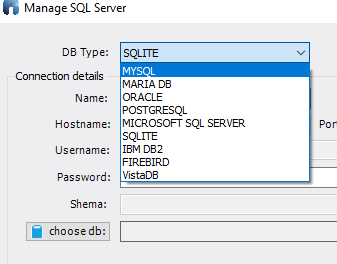 Manage SQL Server
DB Type: SQLITE
MYSQL
MARIA DB
ORACLE
POSTGRESQL
MICROSOFT SQL SERVER
SQLITE
IBM DB2
FIREBIRD
VistaDB
Connection details
Name:
Hostname:
Port
Username:
Password:
Shema:
choose db: